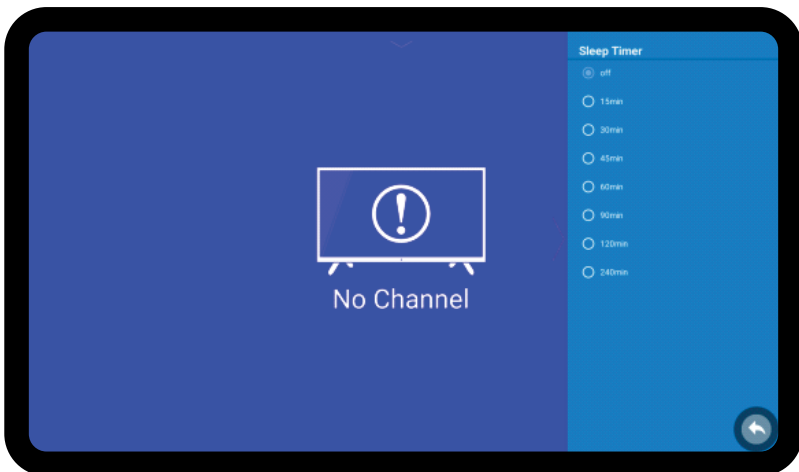 Sleep Timer
off
15min
30min
45min
60min
90min
120min
240min
No Channel